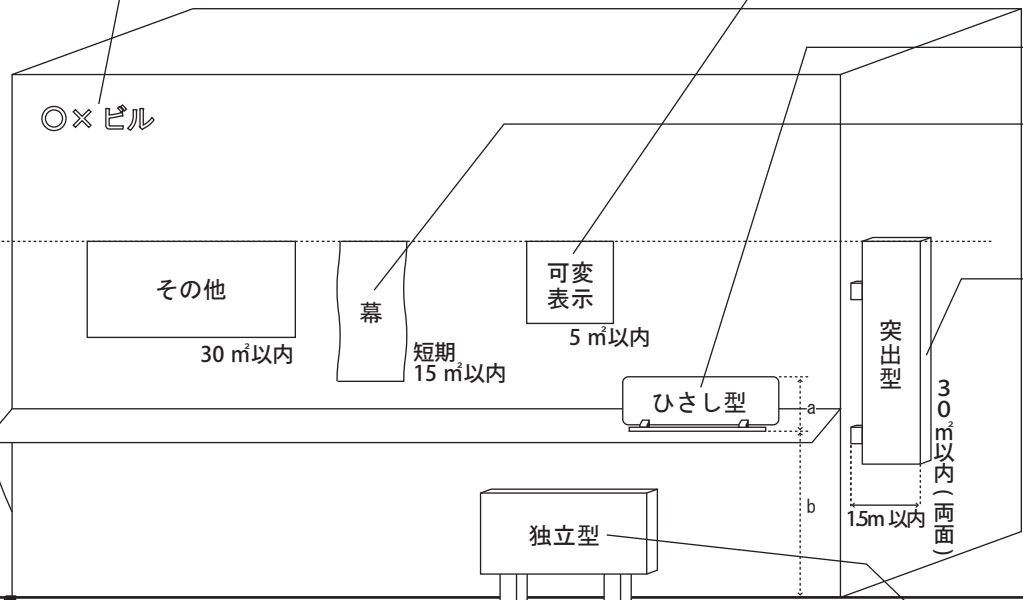 ○× ビル
その他
30 ㎡以内
幕
短期
15 ㎡以内
可変
表示
5 ㎡以内
ひさし型
a
b
突出型
30㎡以内(両面)
1.5m 以内
独立型